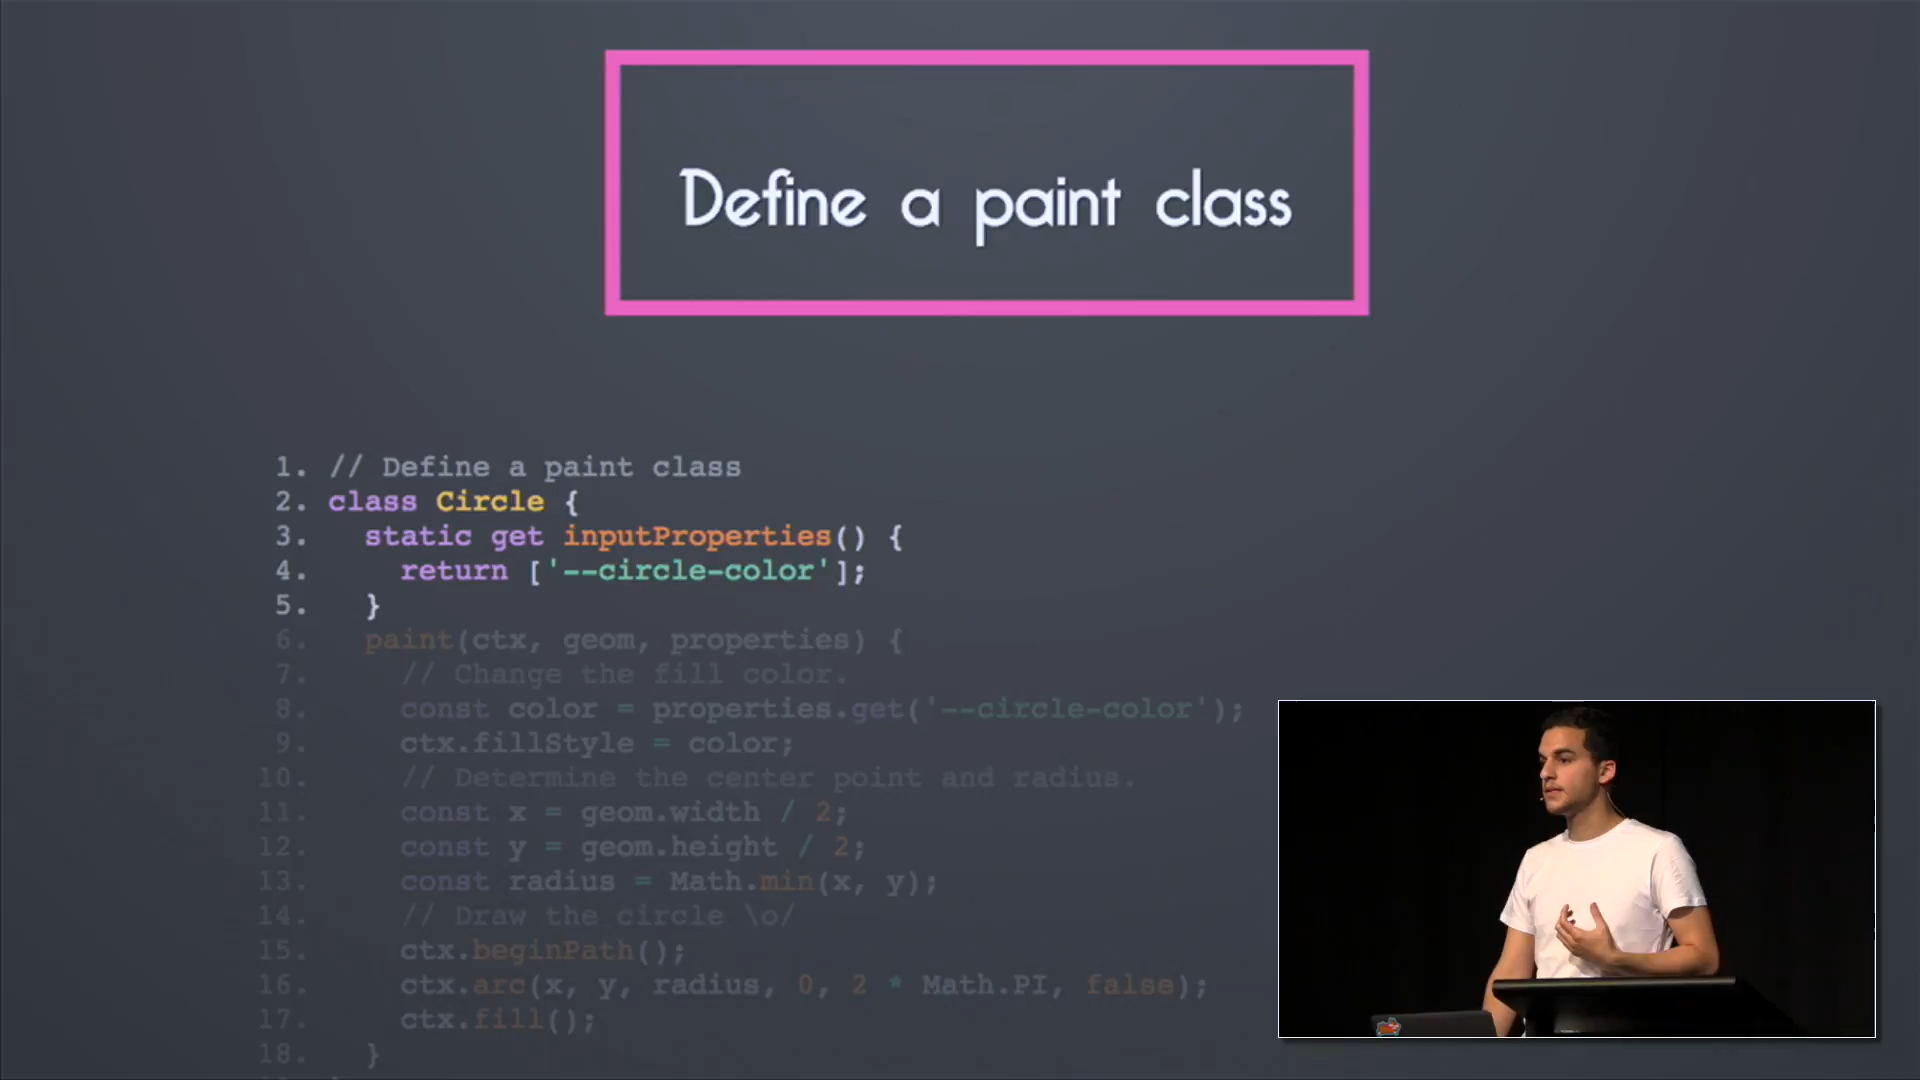 Define a paint class
1. // Define a paint class
2. class Circle {
3. static get inputProperties() {
4. return ['--circle-color'];
5. }
6. paint(ctx, geom, properties) {
7. // Change the fill color.
8. const color = properties.get('--circle-color');
9. ctx.fillStyle = color;
10. // Determine the center point and radius.
11. const x = geom.width / 2;
12. const y = geom.height / 2;
13. const radius = Math.min(x, y);
14. // Draw the circle \o/
15. ctx.beginPath();
16. ctx.arc(x, y, radius, 0, 2 * Math.PI, false);
17. ctx.fill();
18. }